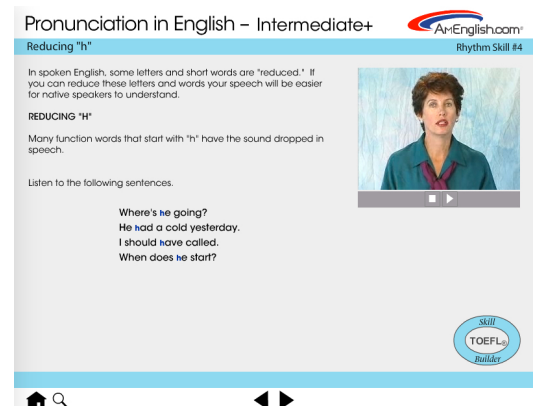 Pronunciation in English – Intermediate+
AmEnglish.com®
Reducing "h"
Rhythm Skill #4
In spoken English, some letters and short words are "reduced." If
you can reduce these letters and words your speech will be easier
for native speakers to understand.
REDUCING "H"
Many function words that start with "h" have the sound dropped in
speech.
Listen to the following sentences.
Where's he going?
He had a cold yesterday.
I should have called.
When does he start?
Skill
TOEFL®
Builder